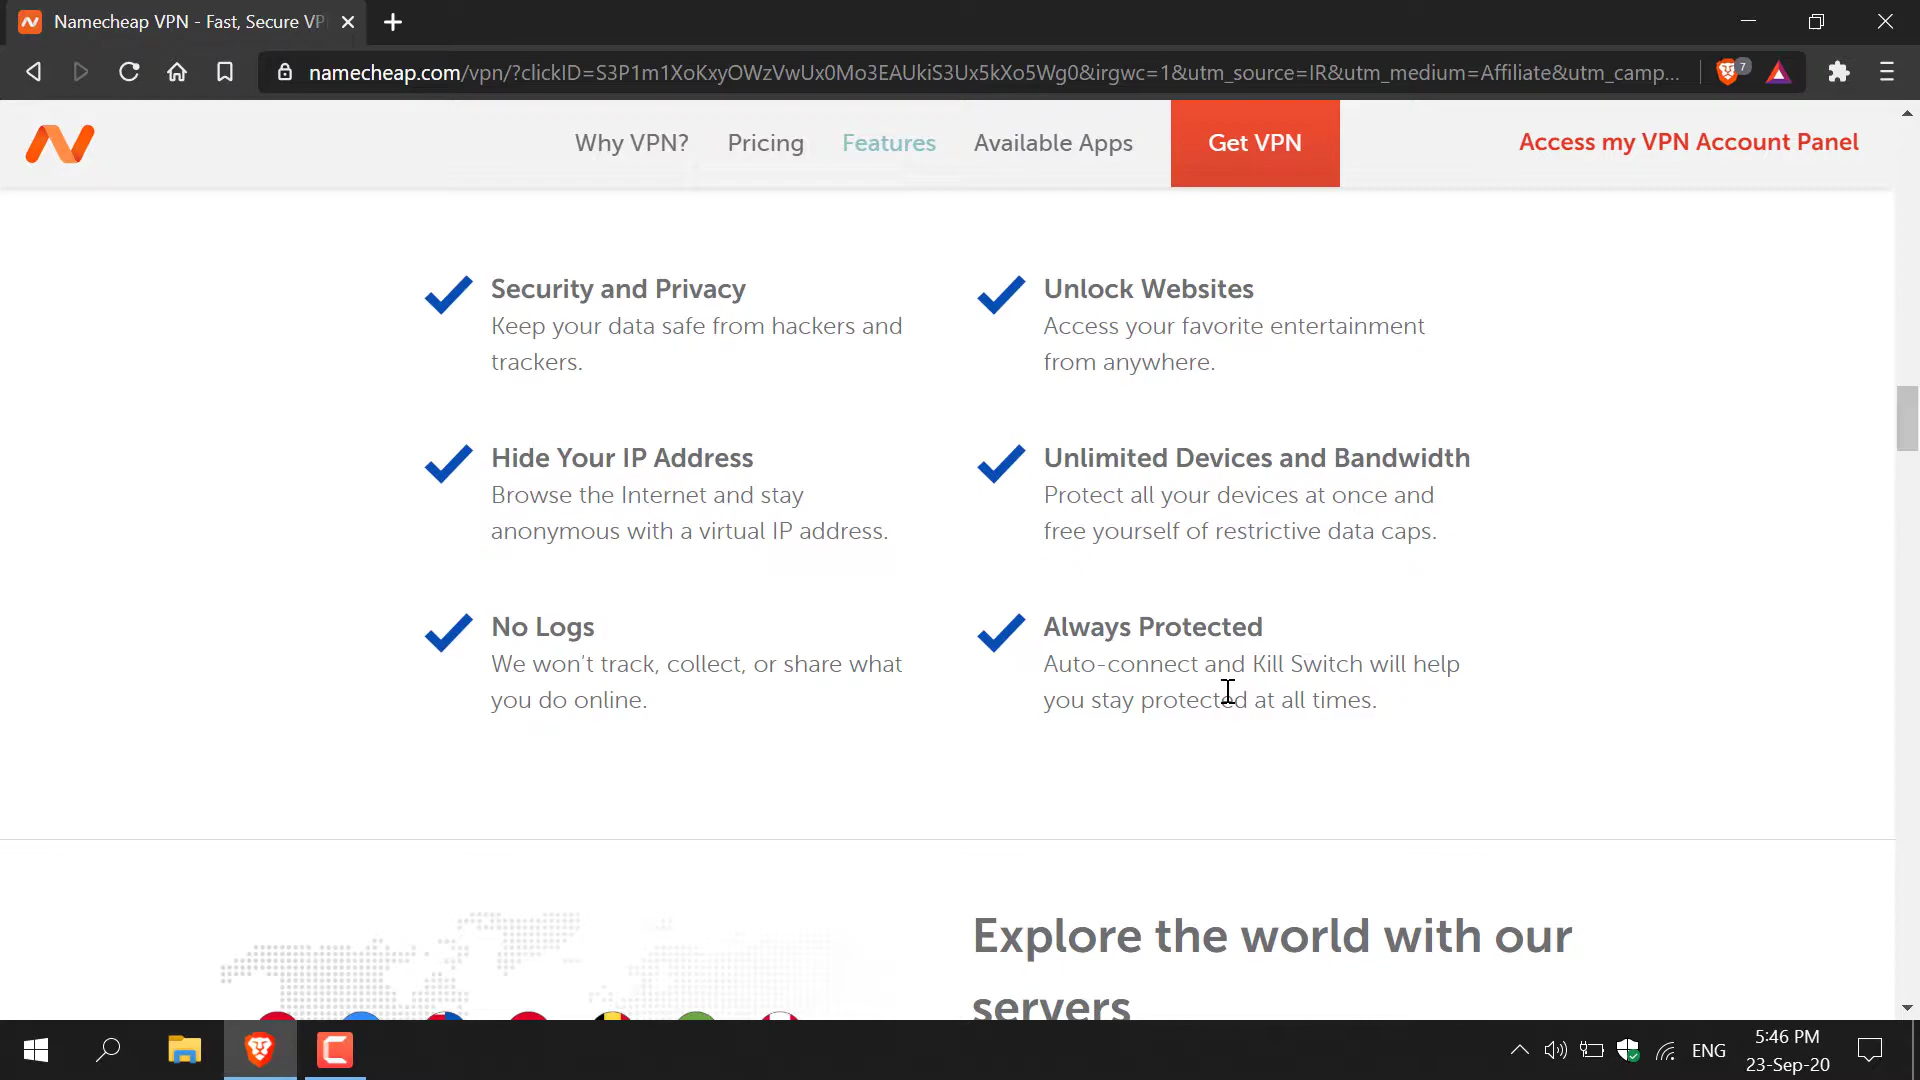 Namecheap VPN - Fast, Secure VP
namecheap.com/vpn/?clickID=S3P1m1XoKxyOWzVwUx0Mo3EAUkiS3Ux5kXo5Wg0&irgwc=1&utm_source=IR&utm_medium=Affiliate&utm_camp...
7
Why VPN?
Pricing
Features
Available Apps
Get VPN
Access my VPN Account Panel
Security and Privacy
Keep your data safe from hackers and
trackers.
Unlock Websites
Access your favorite entertainment
from anywhere.
Hide Your IP Address
Browse the Internet and stay
anonymous with a virtual IP address.
Unlimited Devices and Bandwidth
Protect all your devices at once and
free yourself of restrictive data caps.
No Logs
We won't track, collect, or share what
you do online.
Always Protected
Auto-connect and Kill Switch will help
you stay protected at all times.
Explore the world with our
servers
ENG
5:46 PM
23-Sep-20